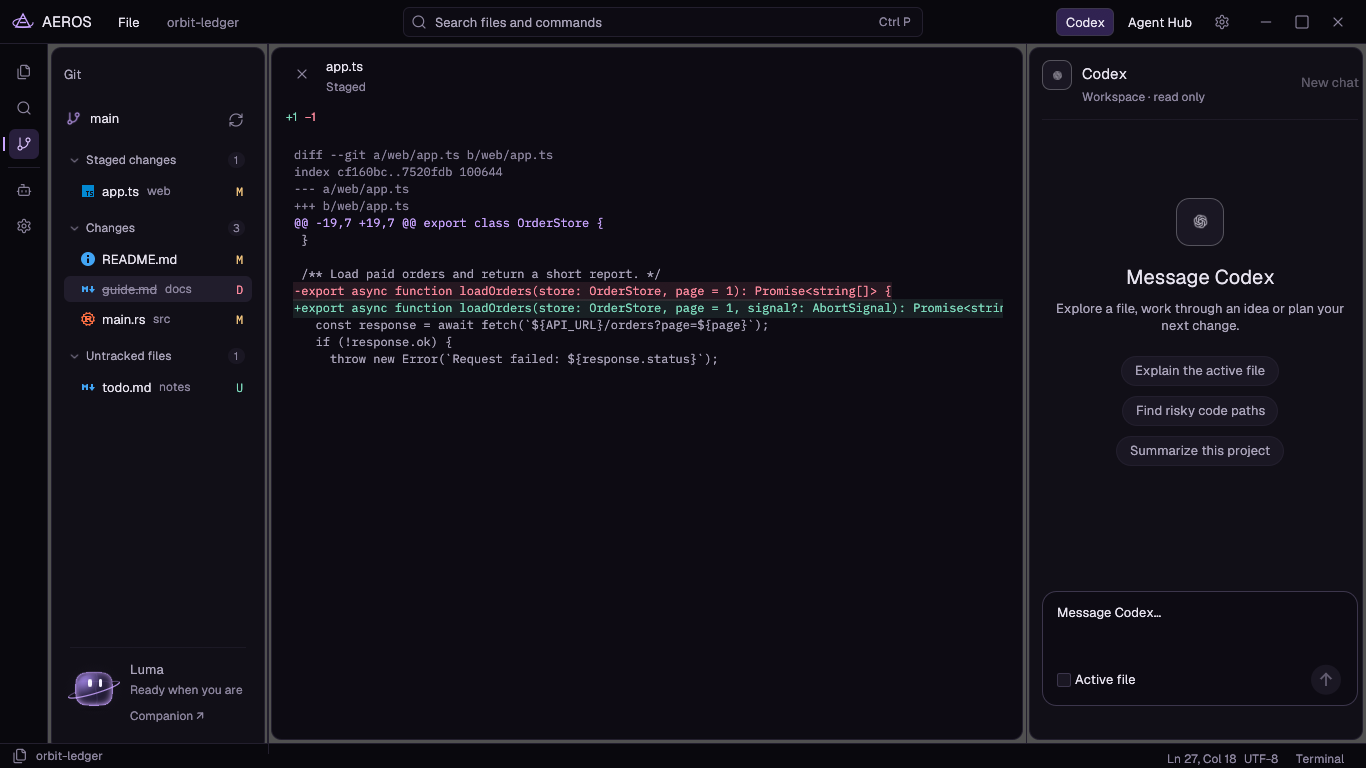 AEROS File orbit-ledger Search files and commands Ctrl P Codex Agent Hub
Git
main
Staged changes 1
app.ts web M
Changes 3
README.md M
guide.md docs D
main.rs src M
Untracked files 1
todo.md notes U
Luma
Ready when you are
Companion ↗
app.ts
Staged
+1 −1
diff --git a/web/app.ts b/web/app.ts
index cf160bc..7520fdb 100644
--- a/web/app.ts
+++ b/web/app.ts
@@ -19,7 +19,7 @@ export class OrderStore {
 }
 /** Load paid orders and return a short report. */
-export async function loadOrders(store: OrderStore, page = 1): Promise<string[]> {
+export async function loadOrders(store: OrderStore, page = 1, signal?: AbortSignal): Promise<strin
   const response = await fetch(`${API_URL}/orders?page=${page}`);
   if (!response.ok) {
     throw new Error(`Request failed: ${response.status}`);
Codex
Workspace · read only
New chat
Message Codex
Explore a file, work through an idea or plan your
next change.
Explain the active file
Find risky code paths
Summarize this project
Message Codex…
Active file
orbit-ledger
Ln 27, Col 18 UTF-8 Terminal